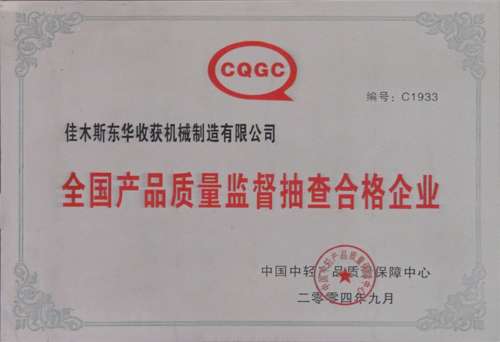 CQGC
编号：C1933
佳木斯东华收获机械制造有限公司
全国产品质量监督抽查合格企业
中国中轻产品质量保障中心
二零零四年九月